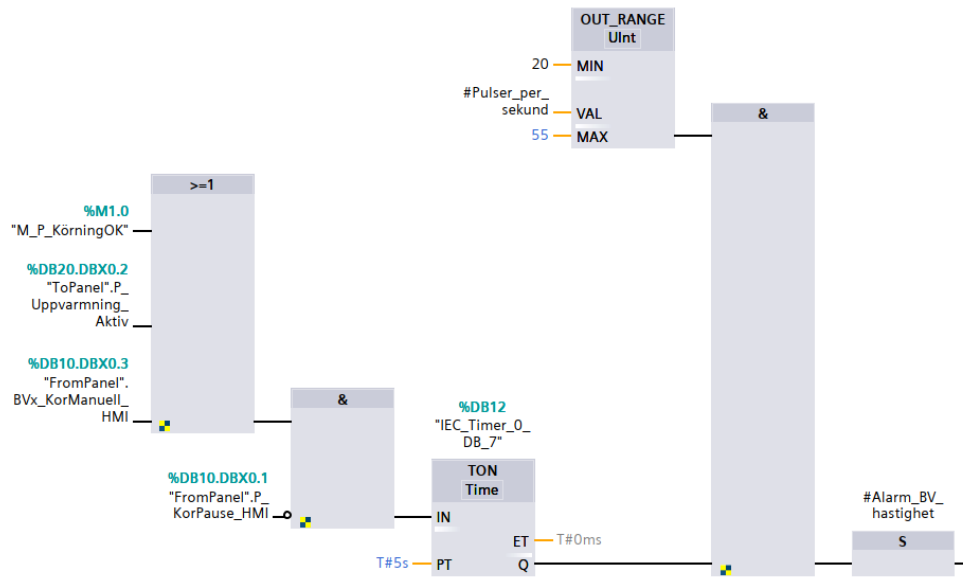 OUT_RANGE
UInt
20
MIN
#Pulser_per_
sekund
VAL
55
MAX
&
>=1
%M1.0
"M_P_KörningOK"
%DB20.DBX0.2
"ToPanel".P_
Uppvarmning_
Aktiv
%DB10.DBX0.3
"FromPanel".
BVx_KorManuell_
HMI
&
%DB10.DBX0.1
"FromPanel".P_
KorPause_HMI
%DB12
"IEC_Timer_0_
DB_7"
TON
Time
IN
ET
T#0ms
T#5s
PT
Q
#Alarm_BV_
hastighet
S